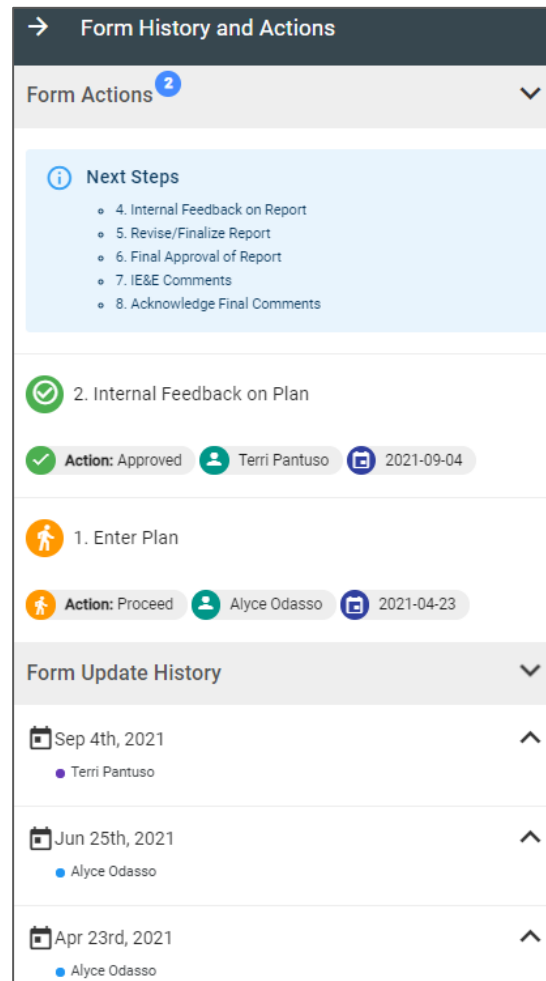 Form History and Actions
Form Actions 2
Next Steps
4. Internal Feedback on Report
5. Revise/Finalize Report
6. Final Approval of Report
7. IE&E Comments
8. Acknowledge Final Comments
2. Internal Feedback on Plan
Action: Approved Terri Pantuso 2021-09-04
1. Enter Plan
Action: Proceed Alyce Odasso 2021-04-23
Form Update History
Sep 4th, 2021
Terri Pantuso
Jun 25th, 2021
Alyce Odasso
Apr 23rd, 2021
Alyce Odasso